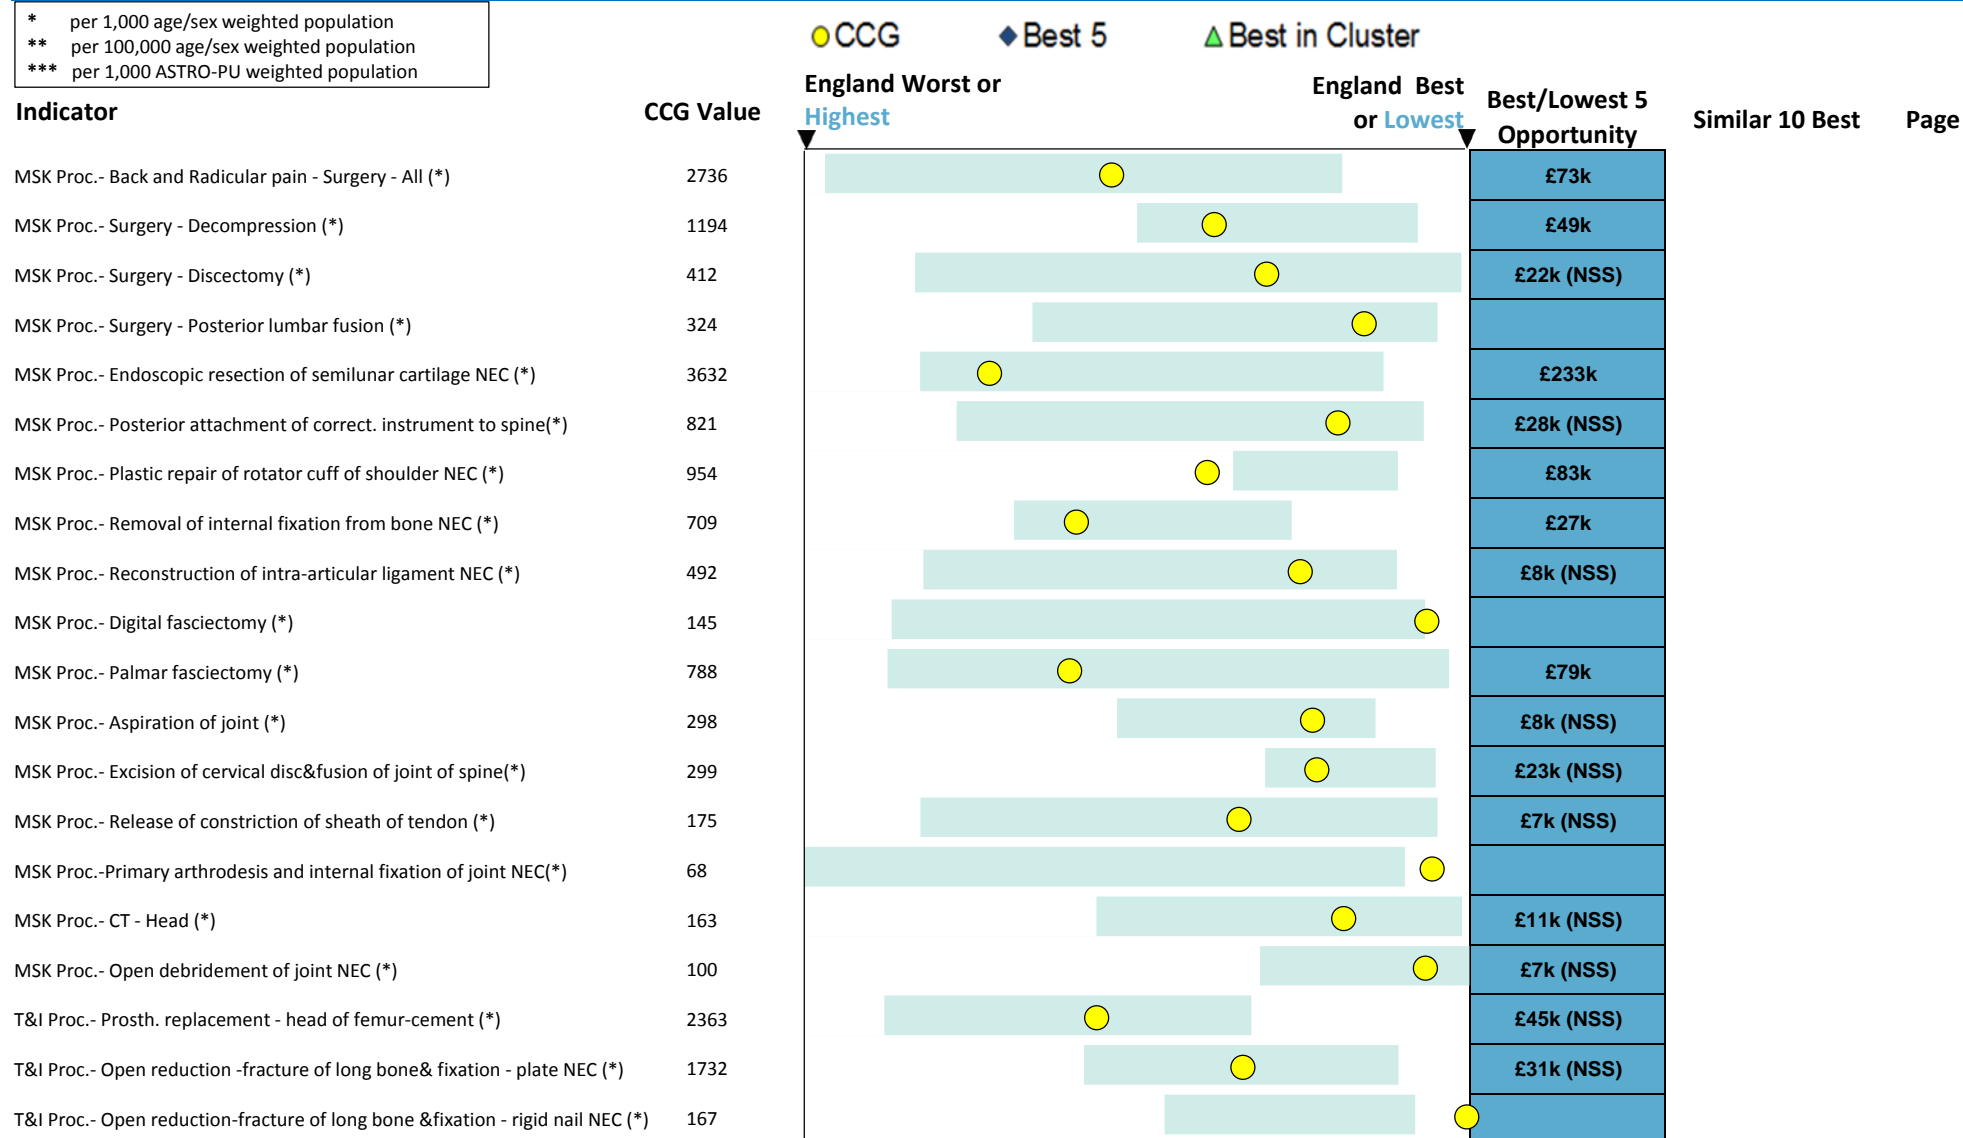 * per 1,000 age/sex weighted population
** per 100,000 age/sex weighted population
*** per 1,000 ASTRO-PU weighted population
CCG Best 5 Best in Cluster
Indicator CCG Value England Worst or Highest England Best or Lowest Best/Lowest 5 Opportunity Similar 10 Best Page
MSK Proc.- Back and Radicular pain - Surgery - All (*) 2736 £73k
MSK Proc.- Surgery - Decompression (*) 1194 £49k
MSK Proc.- Surgery - Discectomy (*) 412 £22k (NSS)
MSK Proc.- Surgery - Posterior lumbar fusion (*) 324
MSK Proc.- Endoscopic resection of semilunar cartilage NEC (*) 3632 £233k
MSK Proc.- Posterior attachment of correct. instrument to spine(*) 821 £28k (NSS)
MSK Proc.- Plastic repair of rotator cuff of shoulder NEC (*) 954 £83k
MSK Proc.- Removal of internal fixation from bone NEC (*) 709 £27k
MSK Proc.- Reconstruction of intra-articular ligament NEC (*) 492 £8k (NSS)
MSK Proc.- Digital fasciectomy (*) 145
MSK Proc.- Palmar fasciectomy (*) 788 £79k
MSK Proc.- Aspiration of joint (*) 298 £8k (NSS)
MSK Proc.- Excision of cervical disc&fusion of joint of spine(*) 299 £23k (NSS)
MSK Proc.- Release of constriction of sheath of tendon (*) 175 £7k (NSS)
MSK Proc.-Primary arthrodesis and internal fixation of joint NEC(*) 68
MSK Proc.- CT - Head (*) 163 £11k (NSS)
MSK Proc.- Open debridement of joint NEC (*) 100 £7k (NSS)
T&I Proc.- Prosth. replacement - head of femur-cement (*) 2363 £45k (NSS)
T&I Proc.- Open reduction -fracture of long bone& fixation - plate NEC (*) 1732 £31k (NSS)
T&I Proc.- Open reduction-fracture of long bone &fixation - rigid nail NEC (*) 167